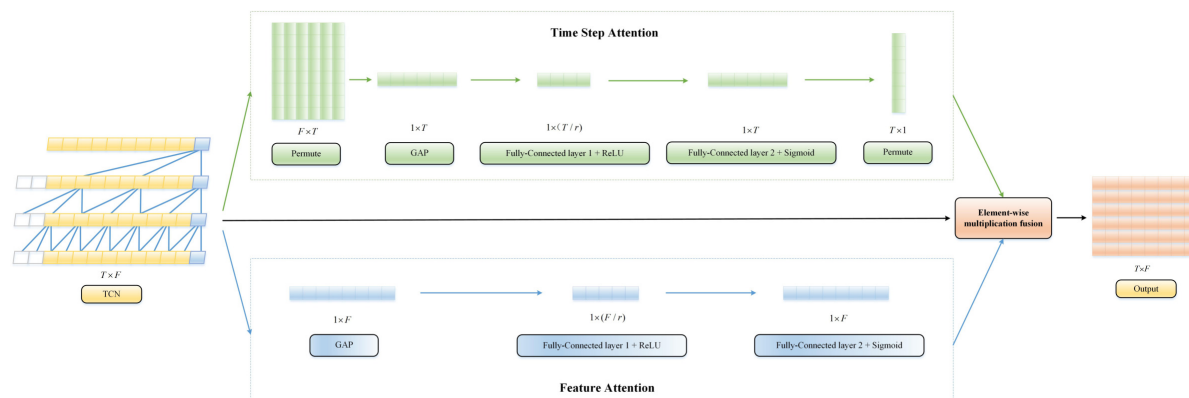 Time Step Attention
F×T
1×T
1×(T/r)
1×T
T×1
Permute
GAP
Fully-Connected layer 1 + ReLU
Fully-Connected layer 2 + Sigmoid
Permute
T×F
TCN
Element-wise
multiplication fusion
T×F
Output
1×F
1×(F/r)
1×F
GAP
Fully-Connected layer 1 + ReLU
Fully-Connected layer 2 + Sigmoid
Feature Attention